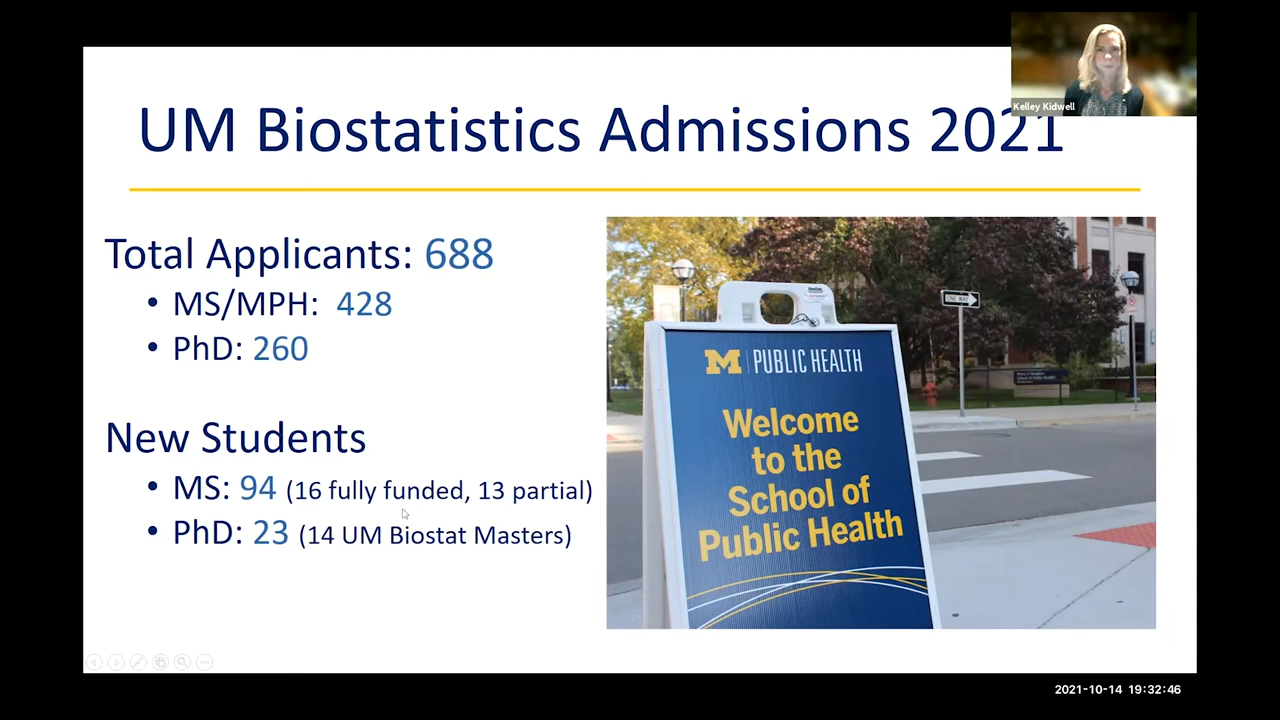 Kelley Kidwell
UM Biostatistics Admissions 2021
Total Applicants: 688
• MS/MPH: 428
• PhD: 260
New Students
• MS: 94 (16 fully funded, 13 partial)
• PhD: 23 (14 UM Biostat Masters)
ONE WAY
M | PUBLIC HEALTH
Welcome
to the
School of
Public Health
2021-10-14 19:32:46